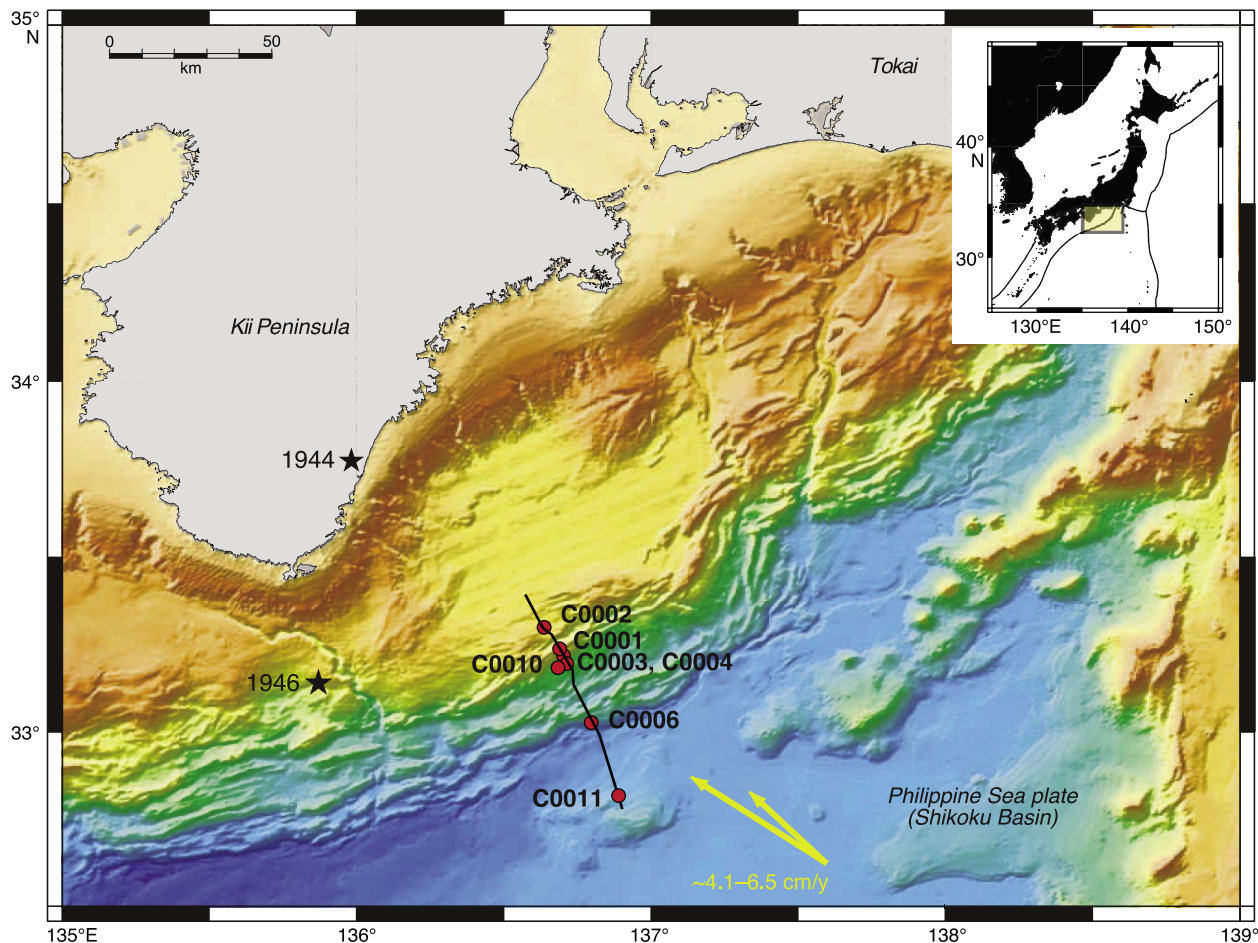 35°
N
0 50
km
Tokai
40°
N
30°
130°E 140° 150°
Kii Peninsula
34°
1944
C0002
C0001
C0010 C0003, C0004
1946
C0006
33°
C0011
Philippine Sea plate
(Shikoku Basin)
~4.1–6.5 cm/y
135°E 136° 137° 138° 139°